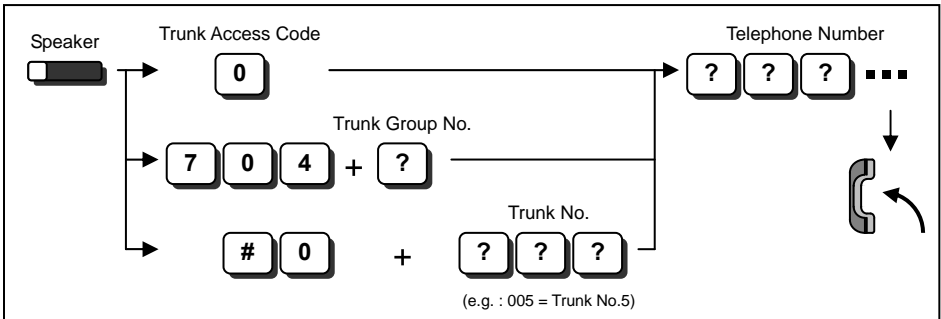 Speaker
Trunk Access Code
Telephone Number
0
? ? ?
Trunk Group No.
7 0 4 + ?
Trunk No.
# 0 + ? ? ?
(e.g. : 005 = Trunk No.5)